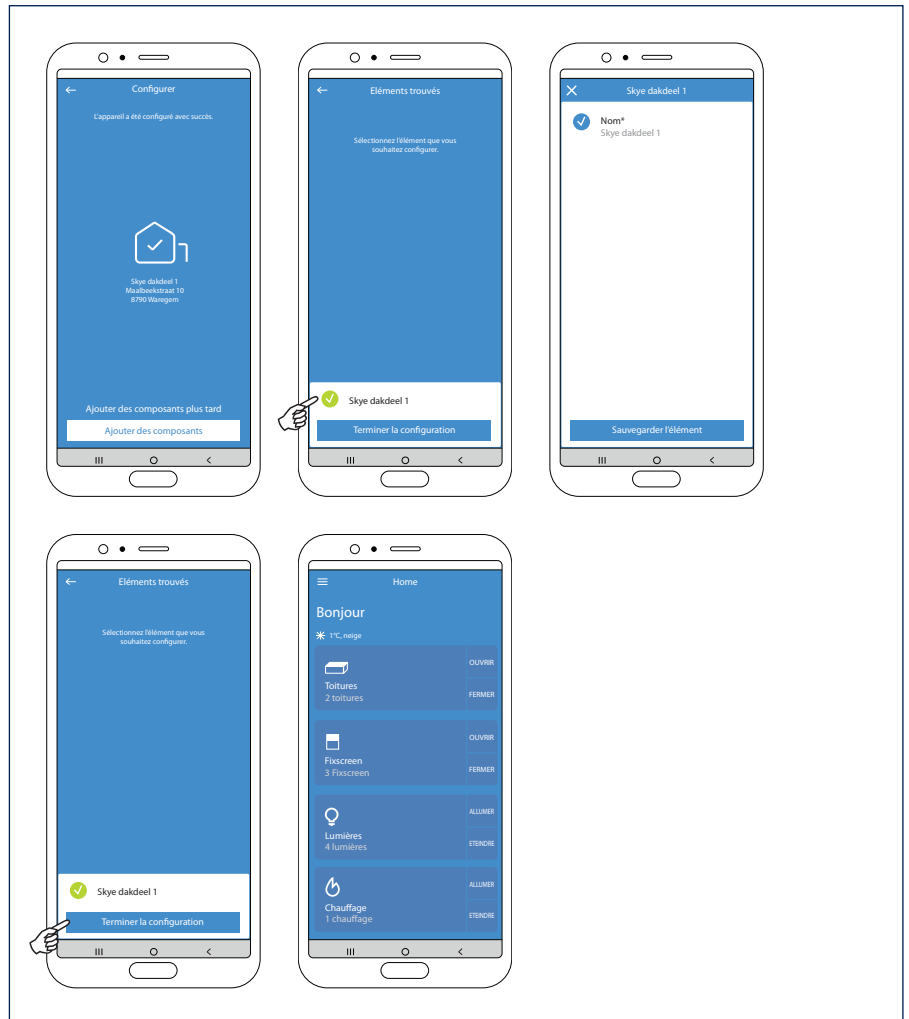 Configurer
L'appareil a été configuré avec succès.
Skye dakdeel 1
Maalbeekstraat 10
8790 Waregem
Ajouter des composants plus tard
Ajouter des composants
Eléments trouvés
Sélectionnez l'élément que vous
souhaitez configurer.
Skye dakdeel 1
Terminer la configuration
Skye dakdeel 1
Nom*
Skye dakdeel 1
Sauvegarder l'élément
Eléments trouvés
Sélectionnez l'élément que vous
souhaitez configurer.
Skye dakdeel 1
Terminer la configuration
Home
Bonjour
1°C, neige
Toitures
2 toitures
OUVRIR
FERMER
Fixscreen
3 Fixscreen
OUVRIR
FERMER
Lumières
4 lumières
ALLUMER
ETEINDRE
Chauffage
1 chauffage
ALLUMER
ETEINDRE